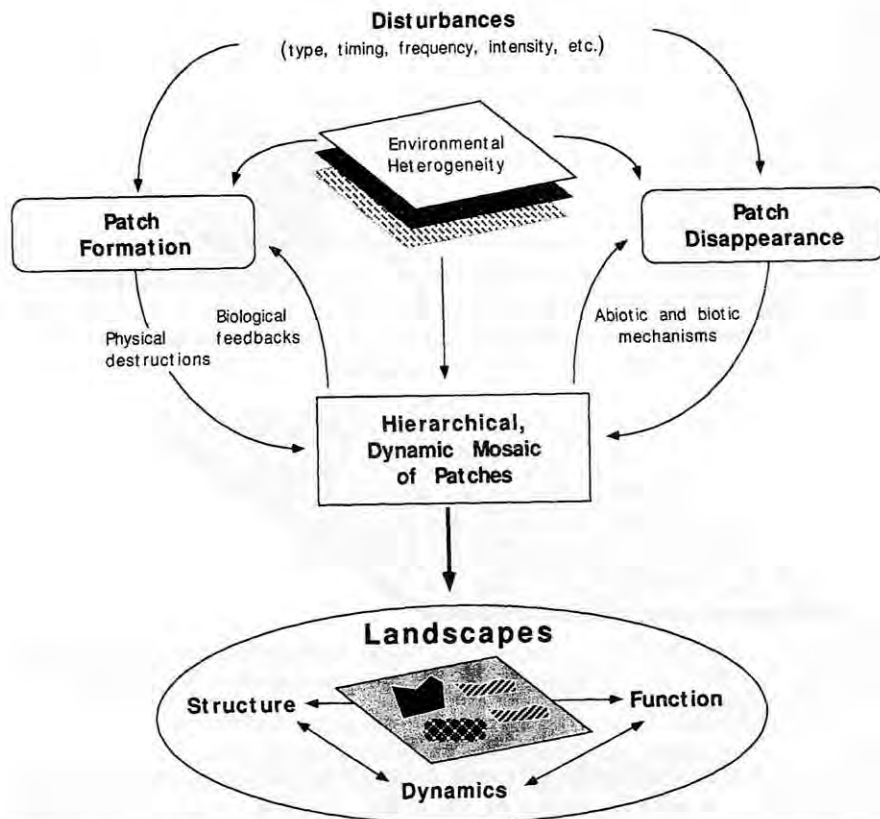 Disturbances
(type, timing, frequency, intensity, etc.)
Environmental
Heterogeneity
Patch
Formation
Patch
Disappearance
Physical
destructions
Biological
feedbacks
Abiotic and biotic
mechanisms
Hierarchical,
Dynamic Mosaic
of Patches
Landscapes
Structure
Function
Dynamics